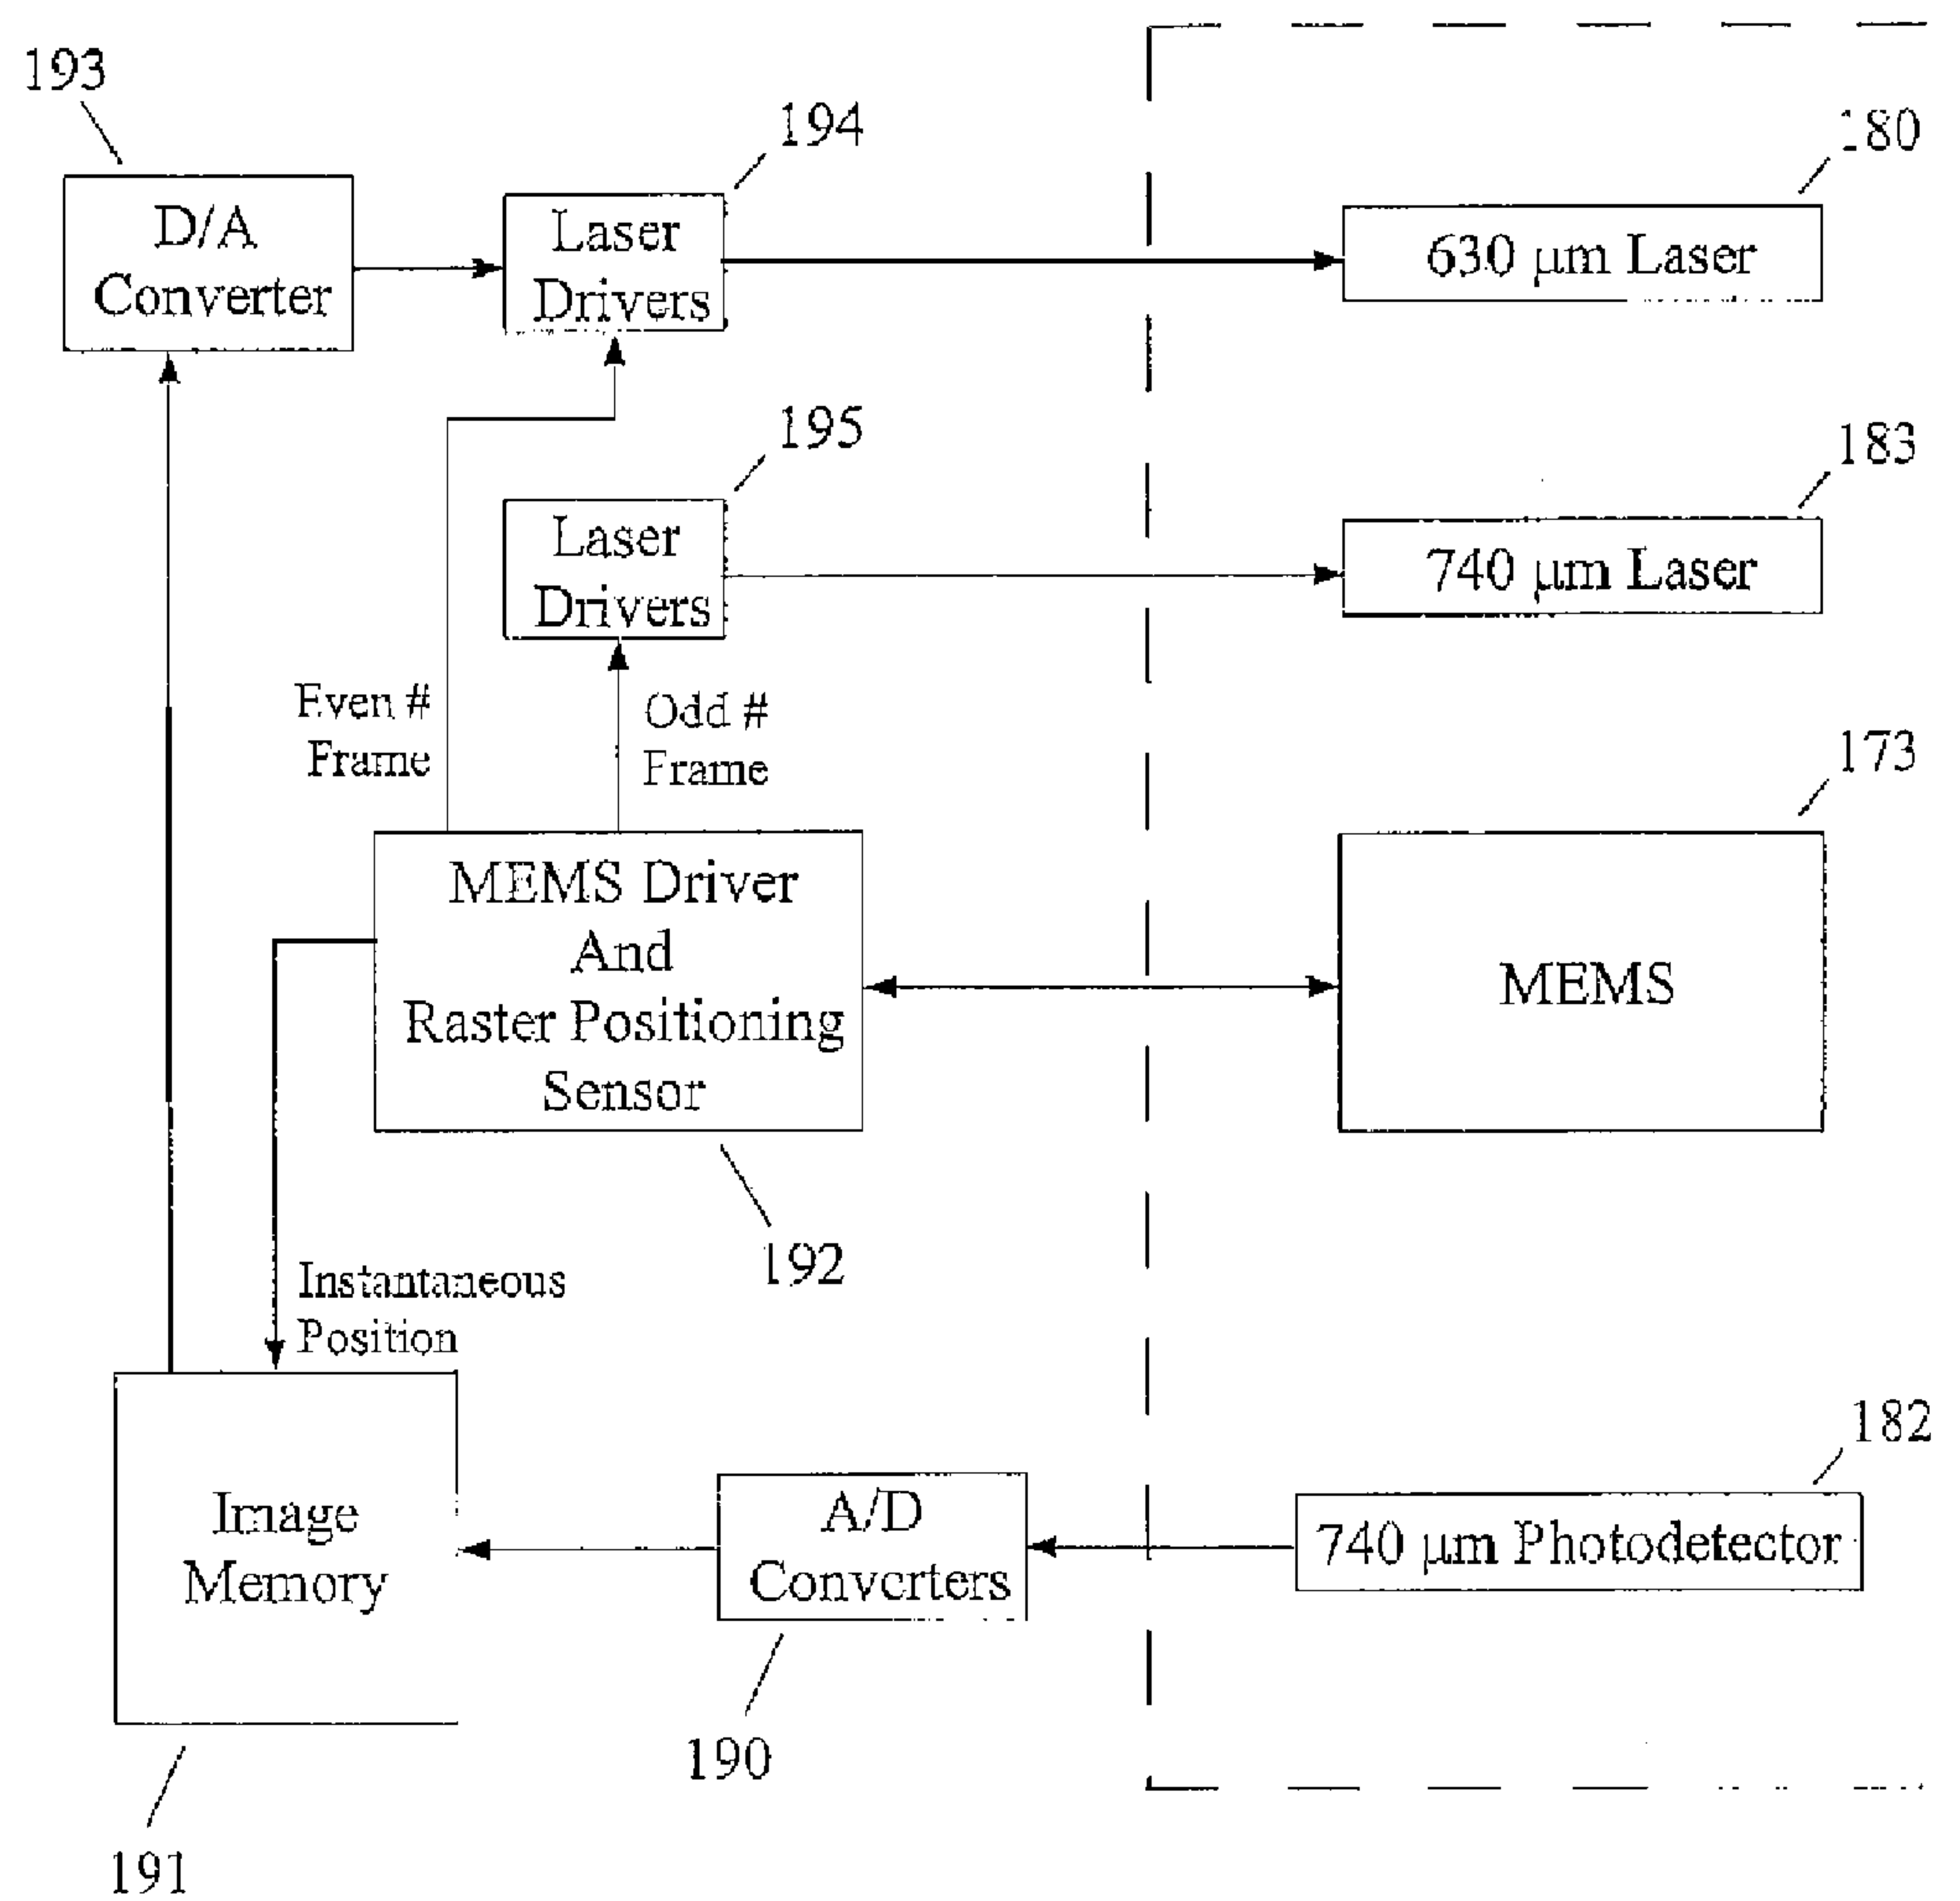 193
194
180
D/A
Converter
Laser
Drivers
630 μm Laser
195
183
Laser
Drivers
740 μm Laser
Even #
Frame
Odd #
Frame
173
MEMS Driver
And
Raster Positioning
Sensor
MEMS
192
Instantaneous
Position
182
Image
Memory
A/D
Converters
740 μm Photodetector
190
191